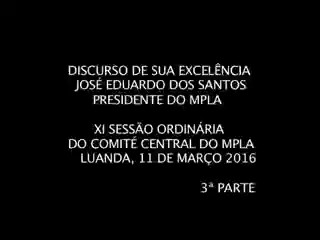 DISCURSO DE SUA EXCELÊNCIA
JOSÉ EDUARDO DOS SANTOS
PRESIDENTE DO MPLA
XI SESSÃO ORDINÁRIA
DO COMITÉ CENTRAL DO MPLA
LUANDA, 11 DE MARÇO 2016
3ª PARTE